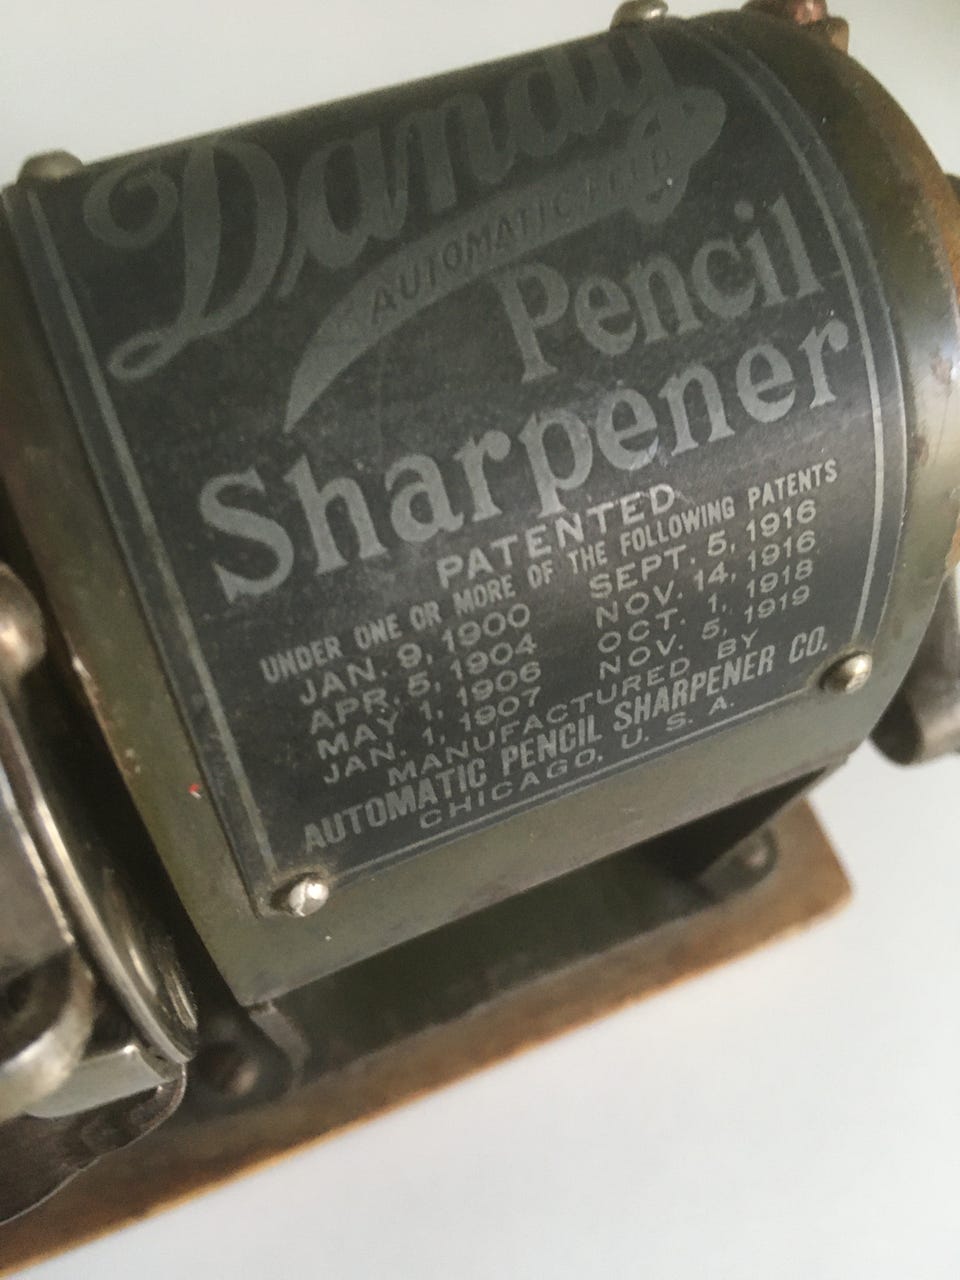 Dandy
AUTOMATIC FEED
Pencil
Sharpener
PATENTED
UNDER ONE OR MORE OF THE FOLLOWING PATENTS
JAN. 9, 1900 SEPT. 5, 1916
APR. 5, 1904 NOV. 14, 1916
MAY 1, 1906 OCT. 1, 1918
JAN. 1, 1907 NOV. 5, 1919
MANUFACTURED BY
AUTOMATIC PENCIL SHARPENER CO.
CHICAGO, U. S. A.